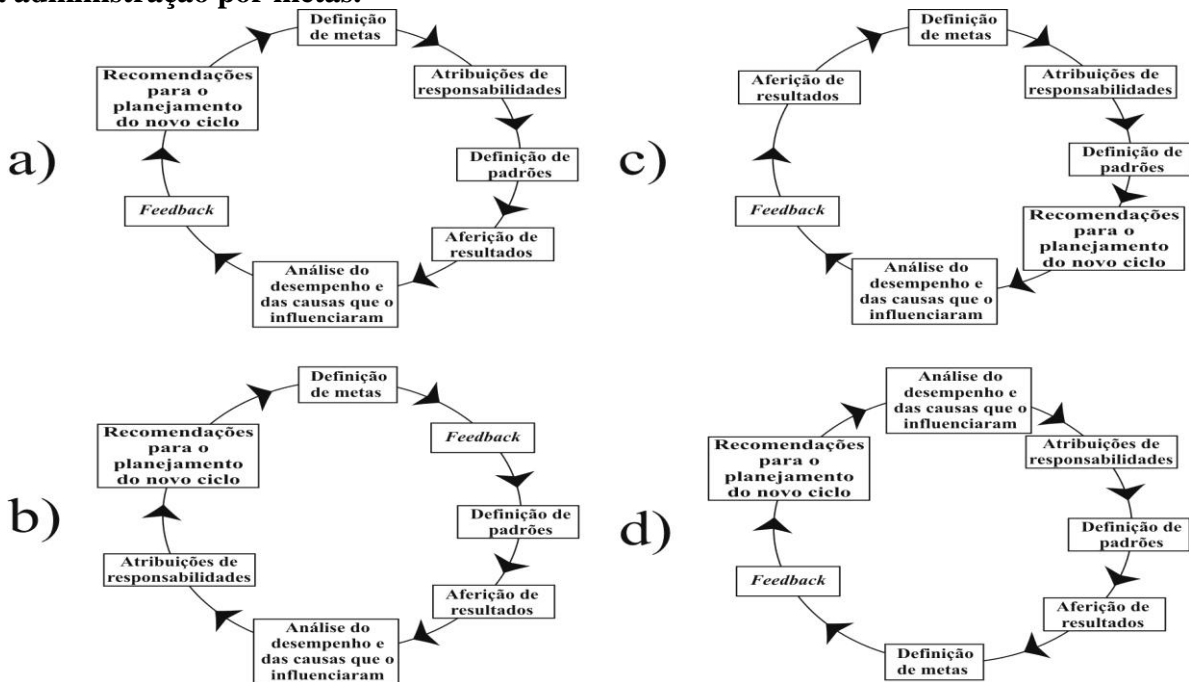 a administração por metas.
a)
Definição
de metas
Atribuições de
responsabilidades
Definição de
padrões
Aferição de
resultados
Análise do
desempenho e
das causas que o
influenciaram
Feedback
Recomendações
para o
planejamento
do novo ciclo
c)
Definição
de metas
Atribuições de
responsabilidades
Definição de
padrões
Recomendações
para o
planejamento
do novo ciclo
Análise do
desempenho e
das causas que o
influenciaram
Feedback
Aferição de
resultados
b)
Definição
de metas
Feedback
Definição de
padrões
Aferição de
resultados
Análise do
desempenho e
das causas que o
influenciaram
Atribuições de
responsabilidades
Recomendações
para o
planejamento
do novo ciclo
d)
Análise do
desempenho e
das causas que o
influenciaram
Atribuições de
responsabilidades
Definição de
padrões
Aferição de
resultados
Definição
de metas
Feedback
Recomendações
para o
planejamento
do novo ciclo